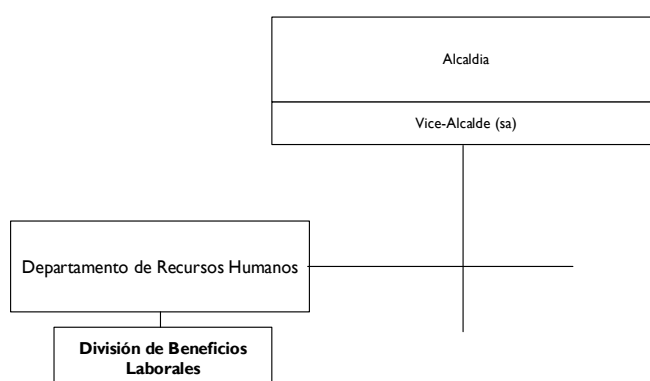 Alcaldia
Vice-Alcalde (sa)
Departamento de Recursos Humanos
División de Beneficios
Laborales